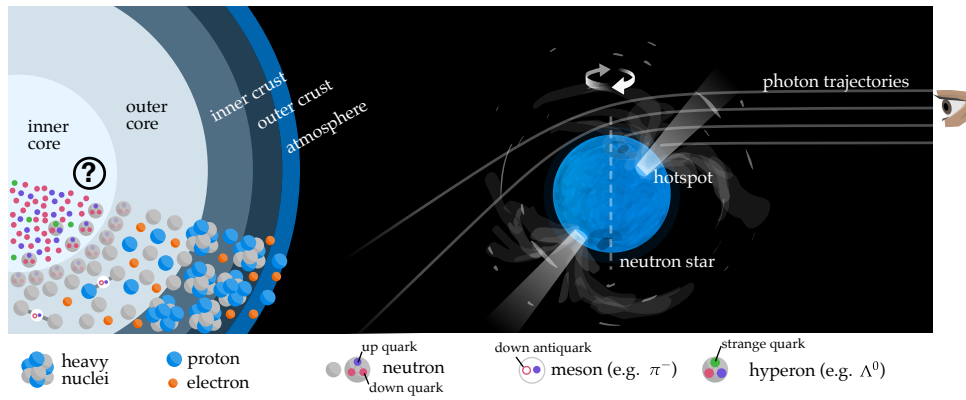 inner
core
?
outer
core
inner crust
outer crust
atmosphere
photon trajectories
hotspot
neutron star
heavy
nuclei
proton
electron
up quark
neutron
down quark
down antiquark
meson (e.g. π⁻)
strange quark
hyperon (e.g. Λ⁰)